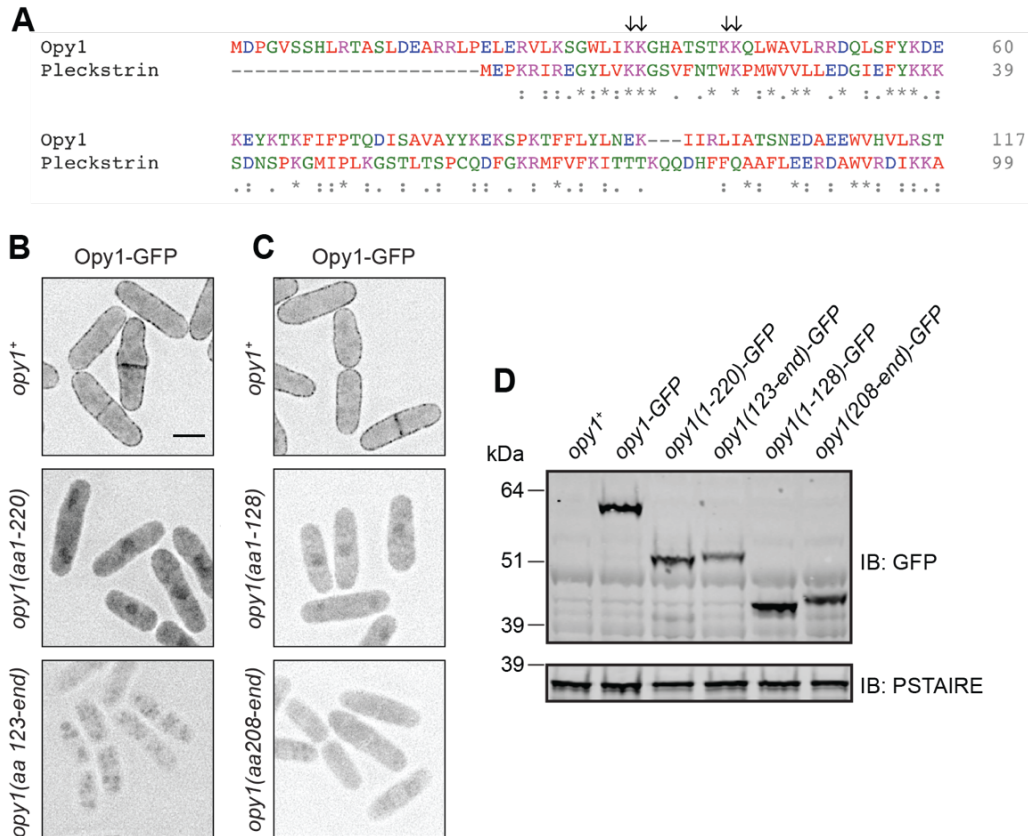 A
↓↓ ↓↓
Opy1 MDPGVSSHLRTASLDEARRLPELERVLKSGWLIKKGHATSTKKQLWAVLRRDQLSFYKDE 60
Pleckstrin --------------------MEPKRIREGYLVKKGSVFNTWKPMWVVLLEDGIEFYKKK 39
: ::.*:*:*** . .* *:*.** .* :.***.:
Opy1 KEYKTKFIFPTQDISAVAYYKEKSPKTFFLYLNEK---IIRLIATSNEDAEEWVHVLRST 117
Pleckstrin SDNSPKGMIPLKGSTLTSPCQDFGKRMFVFKITTTKQQDHFFQAAFLEERDAWVRDIKKA 99
.: . * ::* :. : .: :: . : *.: :. . : *: *: : **: ::.:
B
Opy1-GFP
opy1+
opy1(aa1-220)
opy1(aa 123-end)
C
Opy1-GFP
opy1+
opy1(aa1-128)
opy1(aa208-end)
D
opy1+
opy1-GFP
opy1(1-220)-GFP
opy1(123-end)-GFP
opy1(1-128)-GFP
opy1(208-end)-GFP
kDa
64
51
39
IB: GFP
39
IB: PSTAIRE